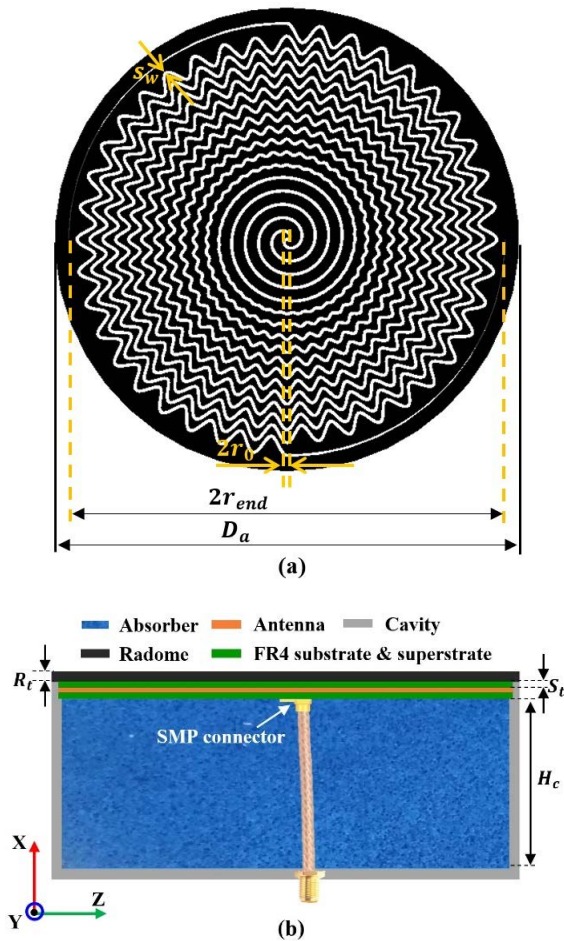 s_w
2r_0
2r_end
D_a
(a)
Absorber Antenna Cavity
Radome FR4 substrate & superstrate
R_t S_t
SMP connector
H_c
X
Y Z
(b)